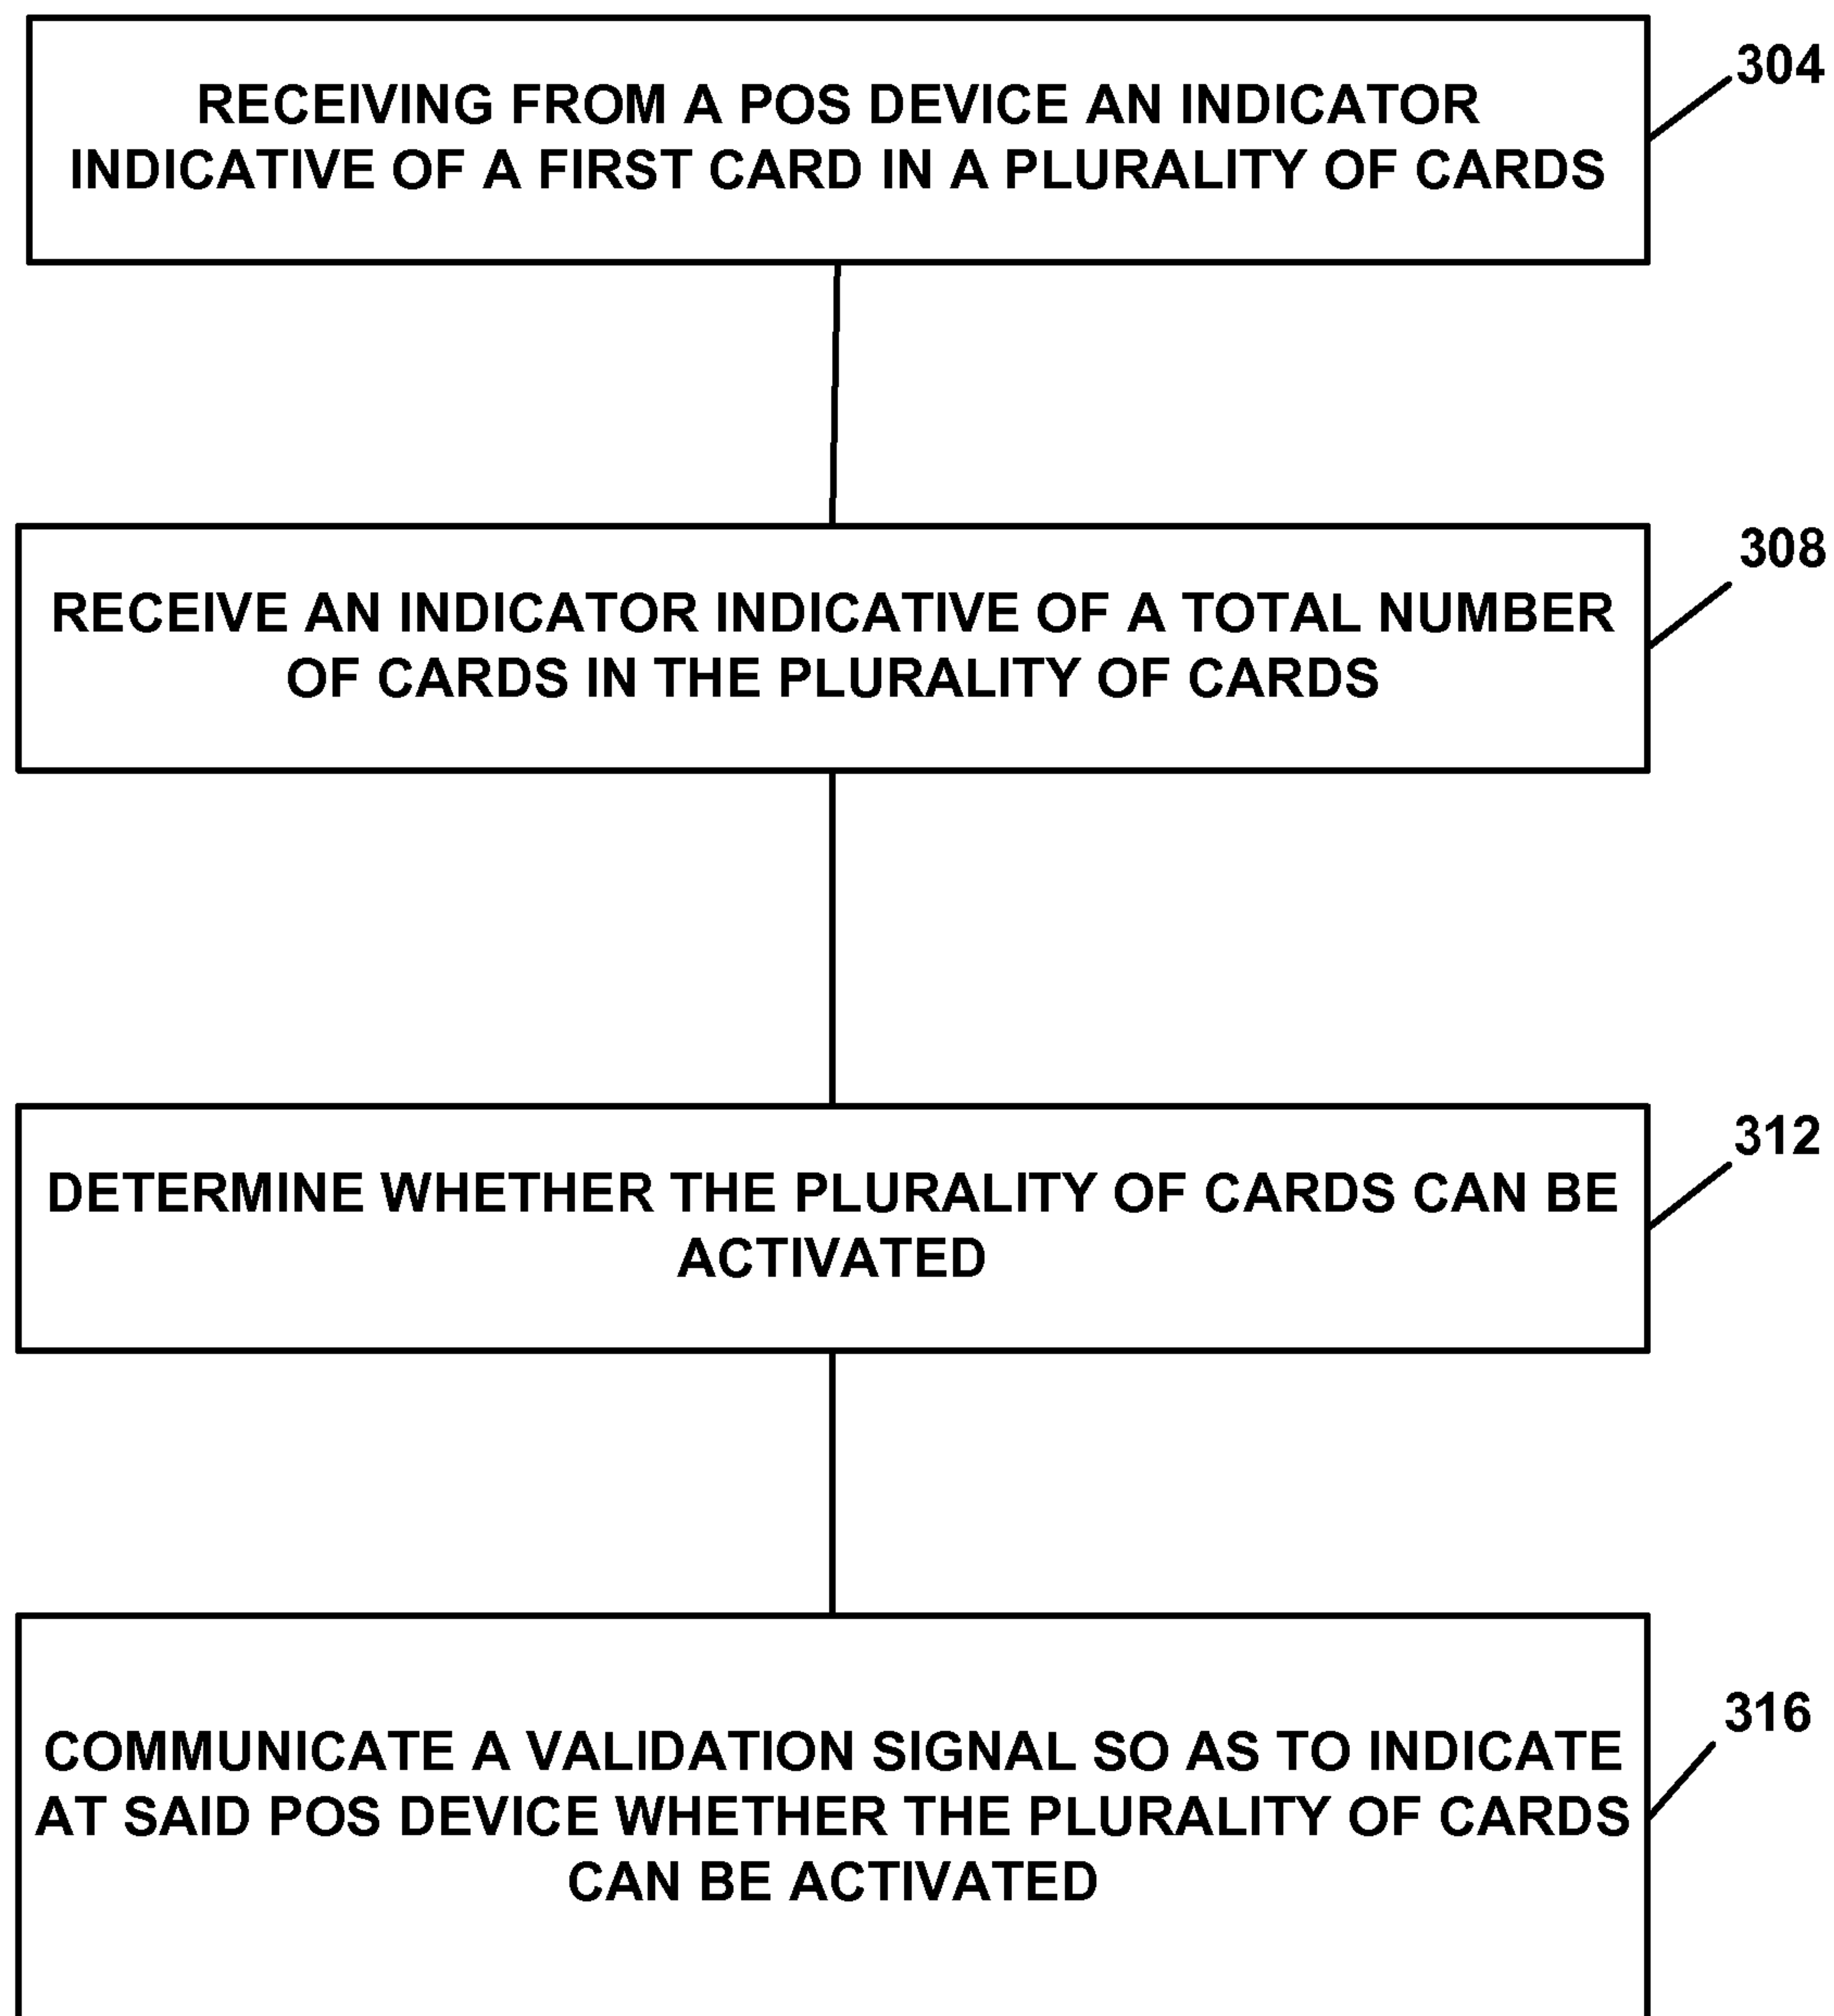 304
RECEIVING FROM A POS DEVICE AN INDICATOR
INDICATIVE OF A FIRST CARD IN A PLURALITY OF CARDS
308
RECEIVE AN INDICATOR INDICATIVE OF A TOTAL NUMBER
OF CARDS IN THE PLURALITY OF CARDS
312
DETERMINE WHETHER THE PLURALITY OF CARDS CAN BE
ACTIVATED
316
COMMUNICATE A VALIDATION SIGNAL SO AS TO INDICATE
AT SAID POS DEVICE WHETHER THE PLURALITY OF CARDS
CAN BE ACTIVATED